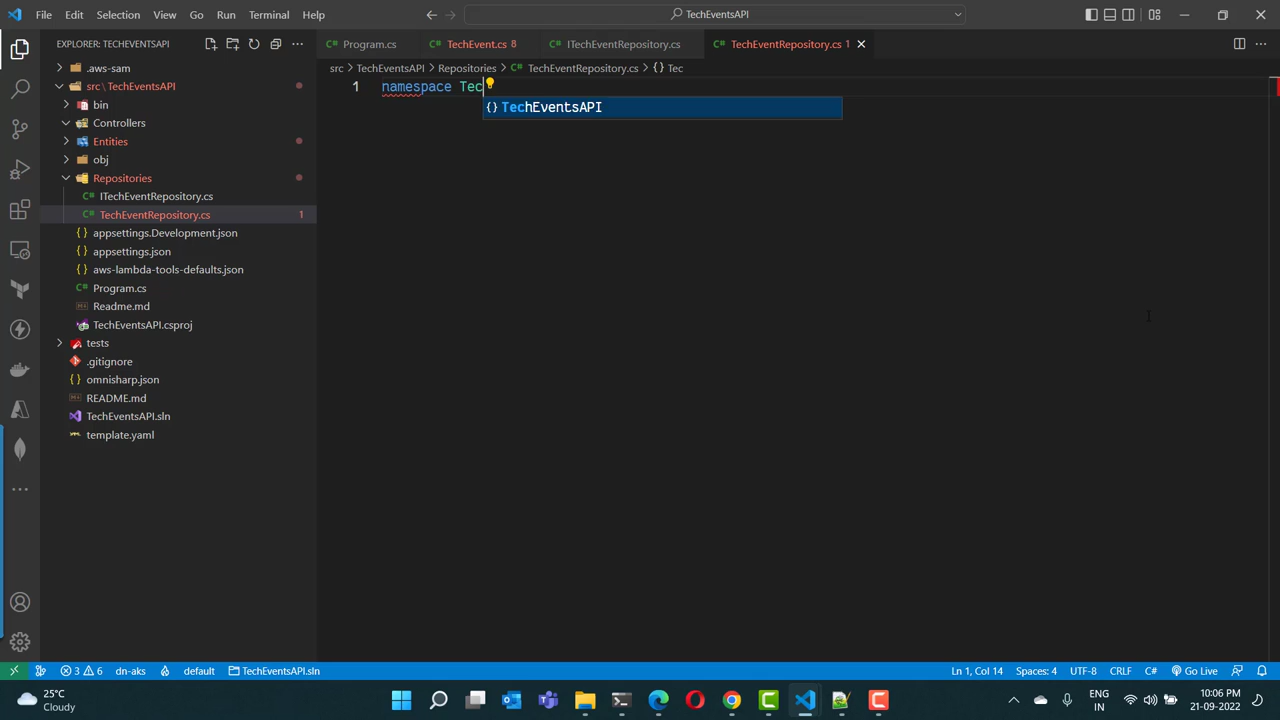 File Edit Selection View Go Run Terminal Help
TechEventsAPI
EXPLORER: TECHEVENTSAPI
Program.cs
TechEvent.cs 8
ITechEventRepository.cs
TechEventRepository.cs 1
src > TechEventsAPI > Repositories > TechEventRepository.cs > {} Tec
1 namespace Tec
{} TechEventsAPI
.aws-sam
src \ TechEventsAPI
bin
Controllers
Entities
obj
Repositories
ITechEventRepository.cs
TechEventRepository.cs 1
{} appsettings.Development.json
{} appsettings.json
{} aws-lambda-tools-defaults.json
Program.cs
Readme.md
TechEventsAPI.csproj
tests
.gitignore
{} omnisharp.json
README.md
TechEventsAPI.sln
template.yaml
3 6 dn-aks default TechEventsAPI.sln
Ln 1, Col 14 Spaces: 4 UTF-8 CRLF C# Go Live
25°C
Cloudy
ENG
IN
10:06 PM
21-09-2022